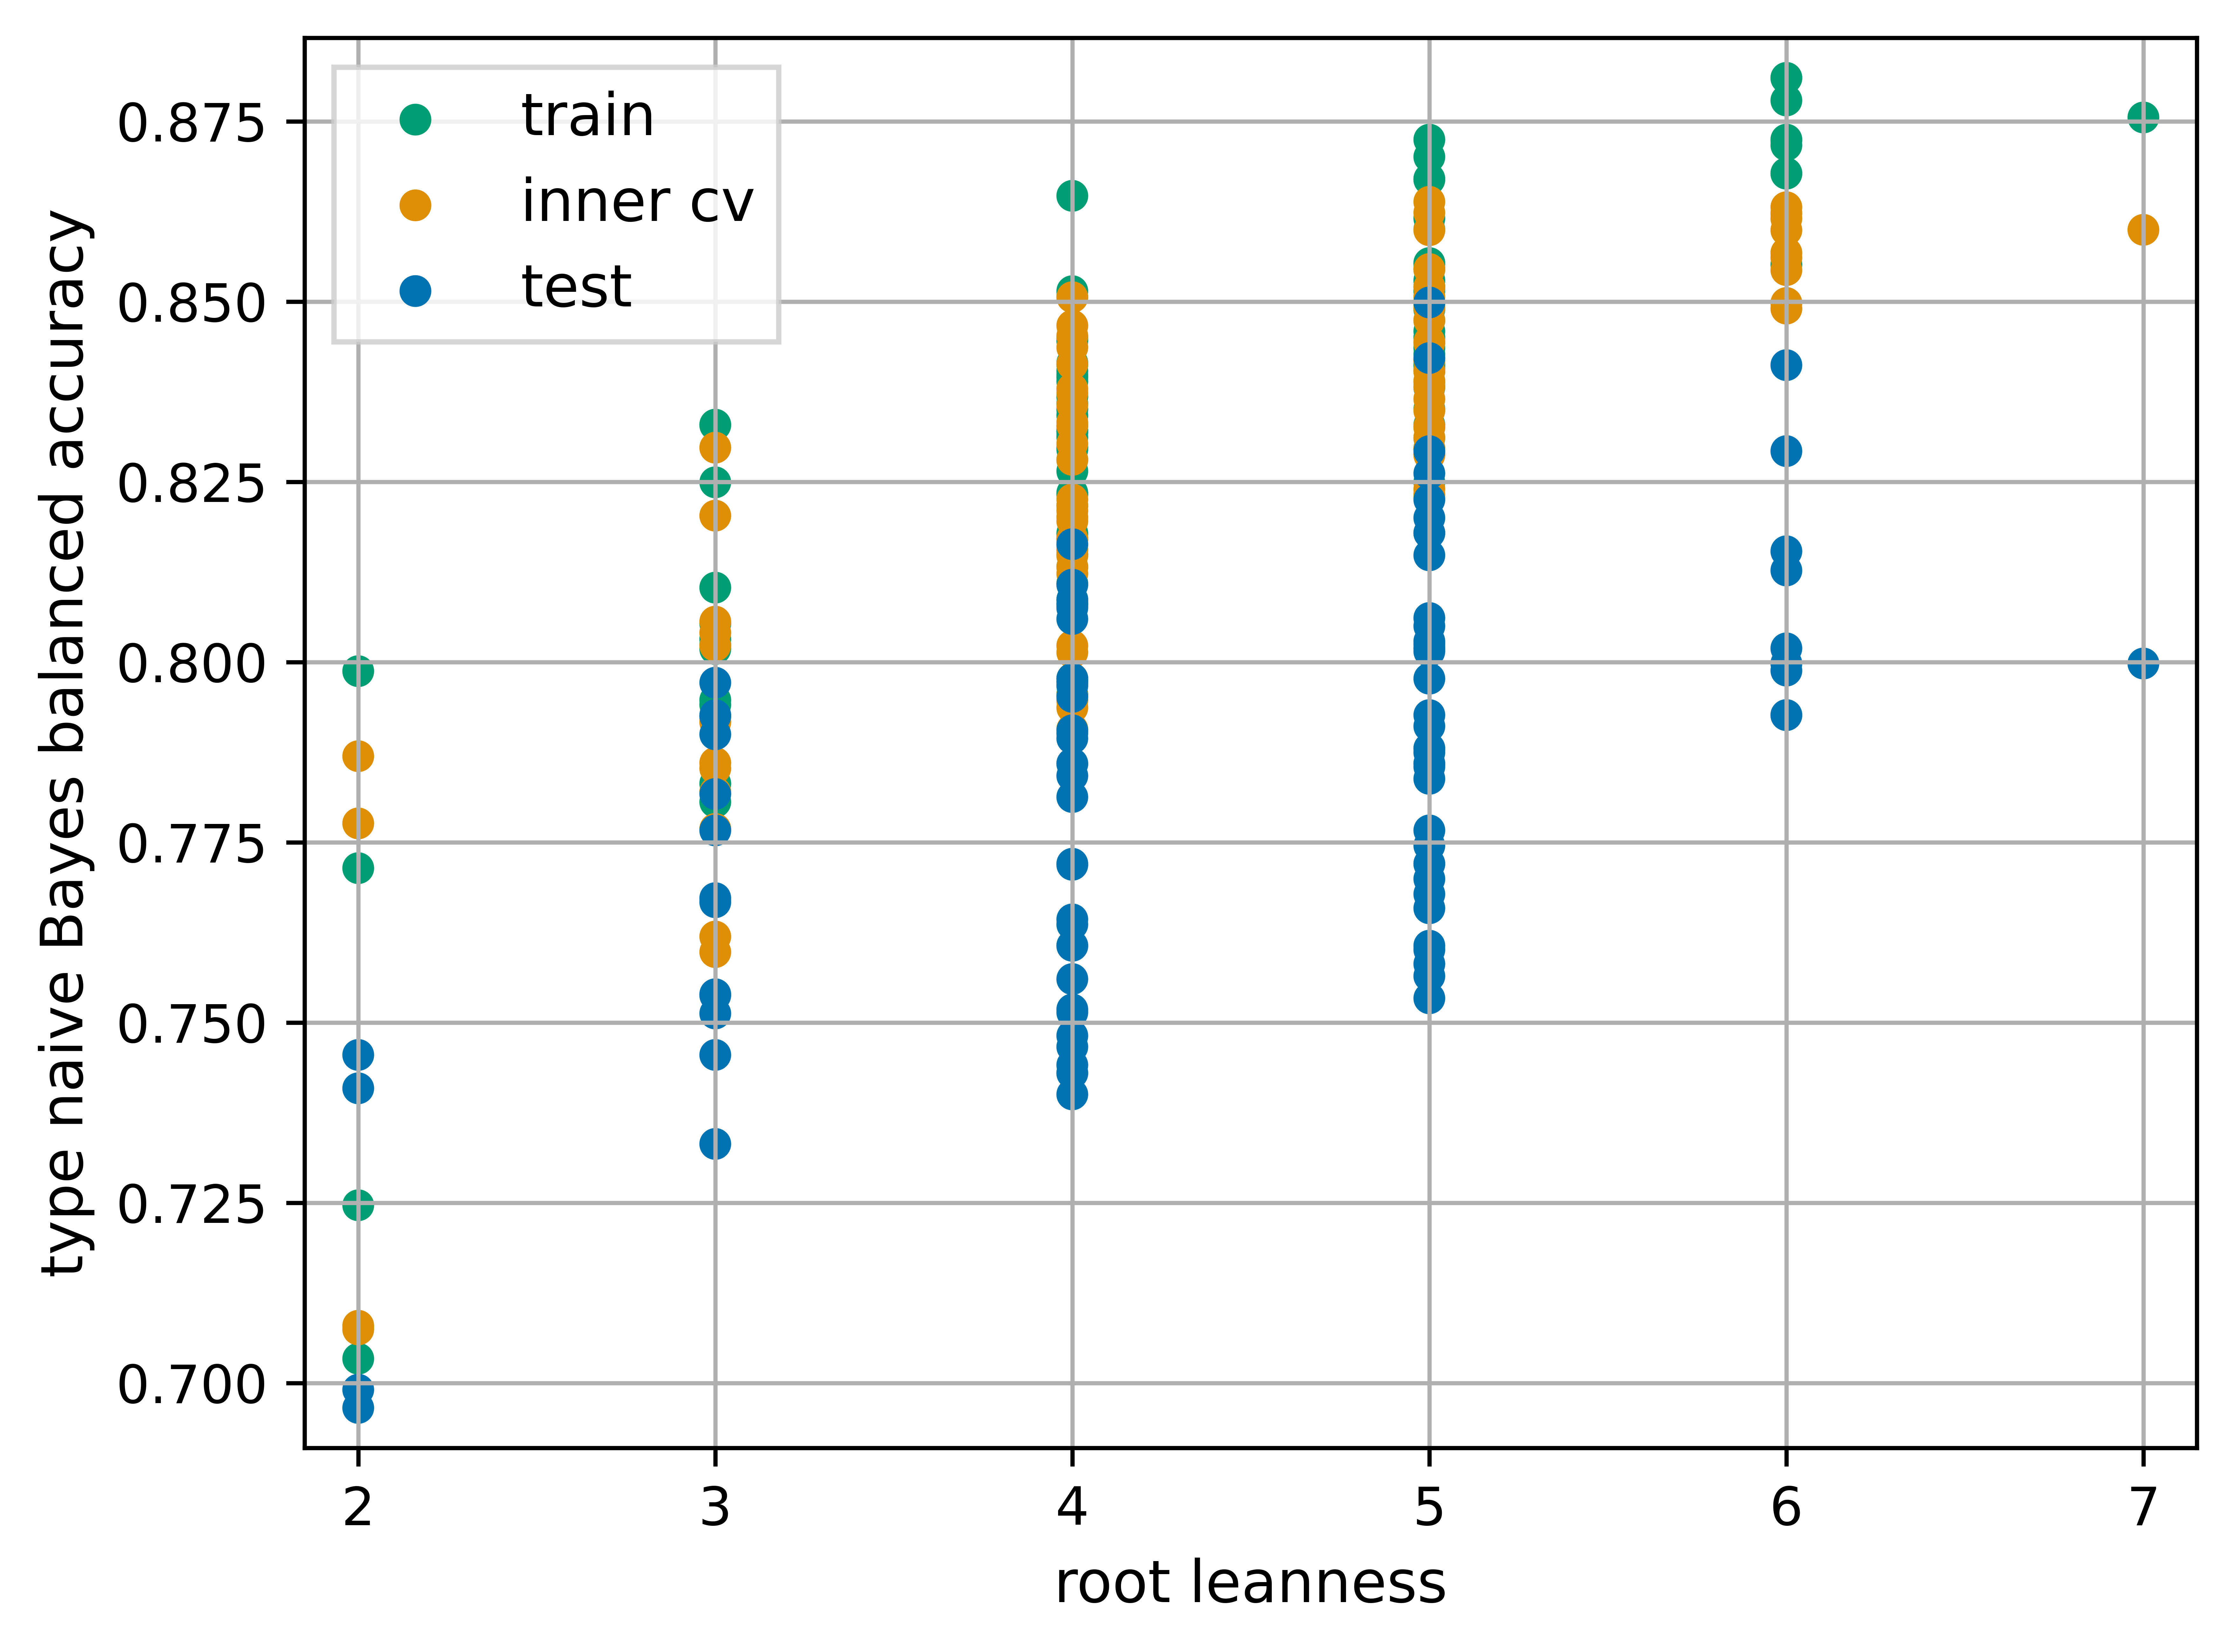 train
inner cv
test
type naive Bayes balanced accuracy
0.875
0.850
0.825
0.800
0.775
0.750
0.725
0.700
2 3 4 5 6 7
root leanness